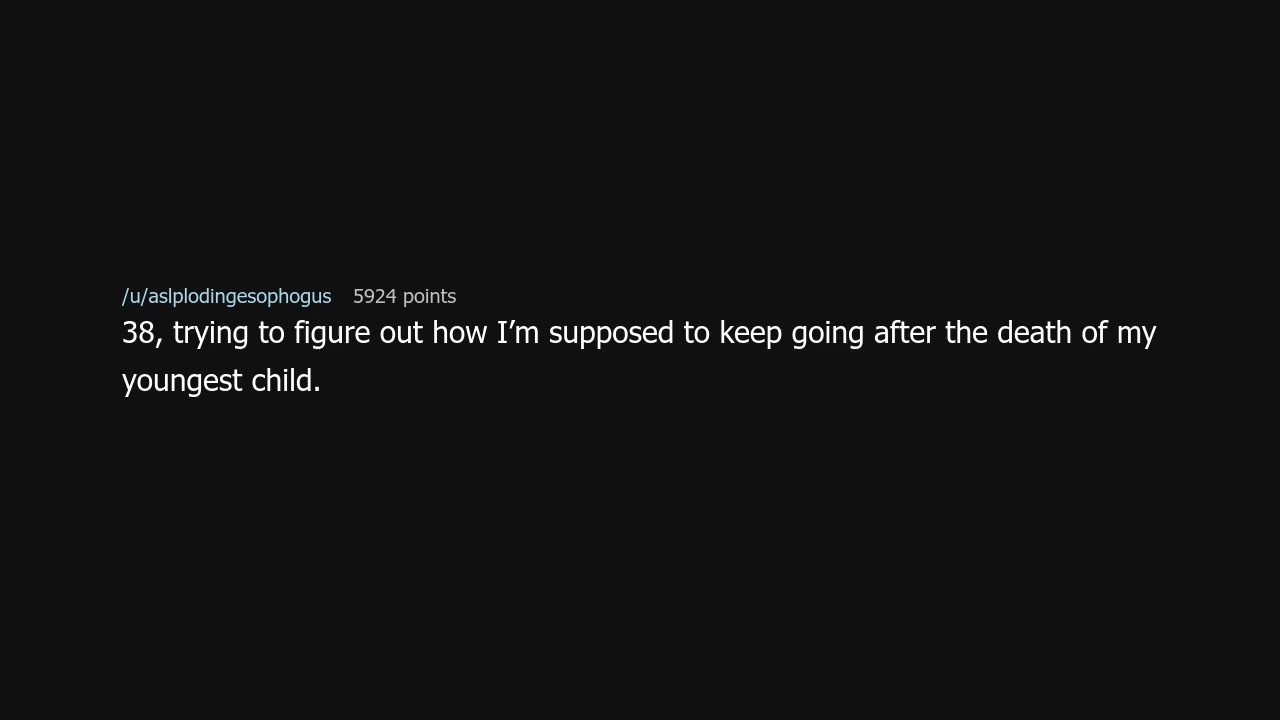 /u/aslplodingesophogus 5924 points
38, trying to figure out how I’m supposed to keep going after the death of my
youngest child.